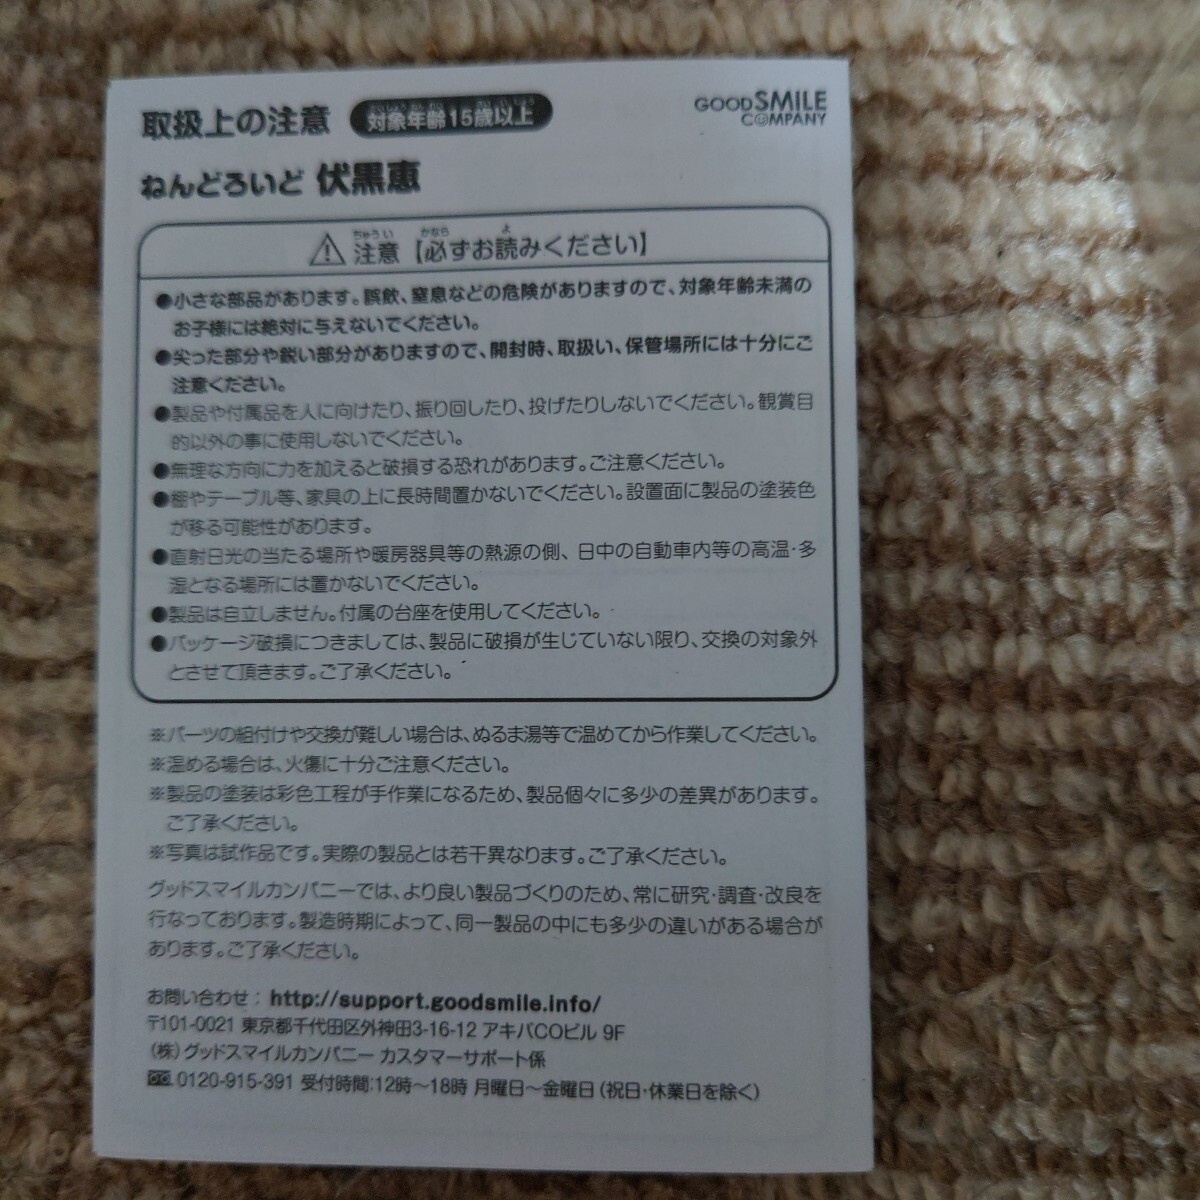 取扱上の注意 対象年齢15歳以上 GOODSMILE COMPANY
ねんどろいど 伏黒恵
注意【必ずお読みください】
●小さな部品があります。誤飲、窒息などの危険がありますので、対象年齢未満の
お子様には絶対に与えないでください。
●尖った部分や鋭い部分がありますので、開封時、取扱い、保管場所には十分にご
注意ください。
●製品や付属品を人に向けたり、振り回したり、投げたりしないでください。観賞目
的以外の事に使用しないでください。
●無理な方向に力を加えると破損する恐れがあります。ご注意ください。
●棚やテーブル等、家具の上に長時間置かないでください。設置面に製品の塗装色
が移る可能性があります。
●直射日光の当たる場所や暖房器具等の熱源の側、日中の自動車内等の高温・多
湿となる場所には置かないでください。
●製品は自立しません。付属の台座を使用してください。
●パッケージ破損につきましては、製品に破損が生じていない限り、交換の対象外
とさせて頂きます。ご了承ください。
※パーツの組付けや交換が難しい場合は、ぬるま湯等で温めてから作業してください。
※温める場合は、火傷に十分ご注意ください。
※製品の塗装は彩色工程が手作業になるため、製品個々に多少の差異があります。
ご了承ください。
※写真は試作品です。実際の製品とは若干異なります。ご了承ください。
グッドスマイルカンパニーでは、より良い製品づくりのため、常に研究・調査・改良を
行なっております。製造時期によって、同一製品の中にも多少の違いがある場合が
あります。ご了承ください。
お問い合わせ：http://support.goodsmile.info/
〒101-0021 東京都千代田区外神田3-16-12 アキバCOビル 9F
（株）グッドスマイルカンパニー カスタマーサポート係
0120-915-391 受付時間:12時～18時 月曜日～金曜日（祝日・休業日を除く）